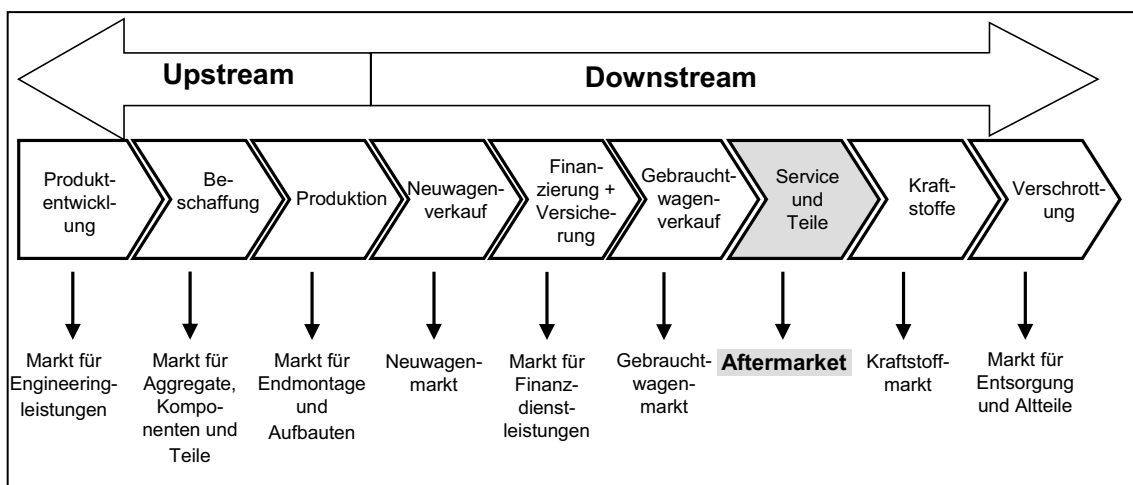 Upstream
Downstream
Produkt-
entwickl-
ung
Be-
schaffung
Produktion
Neuwagen-
verkauf
Finan-
zierung +
Versiche-
rung
Gebraucht-
wagen-
verkauf
Service
und
Teile
Kraft-
stoffe
Verschrott-
ung
Markt für
Engineering-
leistungen
Markt für
Aggregate,
Kompo-
nenten und
Teile
Markt für
Endmontage
und
Aufbauten
Neuwagen-
markt
Markt für
Finanz-
dienst-
leistungen
Gebraucht-
wagen-
markt
Aftermarket
Kraftstoff-
markt
Markt für
Entsorgung
und Altteile